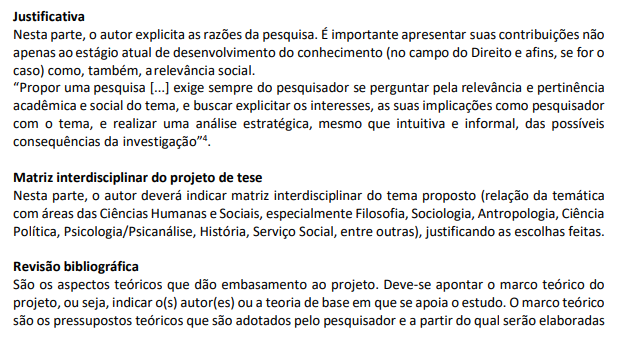 Justificativa
Nesta parte, o autor explicita as razões da pesquisa. É importante apresentar suas contribuições não
apenas ao estágio atual de desenvolvimento do conhecimento (no campo do Direito e afins, se for o
caso) como, também, a relevância social.
“Propor uma pesquisa [...] exige sempre do pesquisador se perguntar pela relevância e pertinência
acadêmica e social do tema, e buscar explicitar os interesses, as suas implicações como pesquisador
com o tema, e realizar uma análise estratégica, mesmo que intuitiva e informal, das possíveis
consequências da investigação”⁴.
Matriz interdisciplinar do projeto de tese
Nesta parte, o autor deverá indicar matriz interdisciplinar do tema proposto (relação da temática
com áreas das Ciências Humanas e Sociais, especialmente Filosofia, Sociologia, Antropologia, Ciência
Política, Psicologia/Psicanálise, História, Serviço Social, entre outras), justificando as escolhas feitas.
Revisão bibliográfica
São os aspectos teóricos que dão embasamento ao projeto. Deve-se apontar o marco teórico do
projeto, ou seja, indicar o(s) autor(es) ou a teoria de base em que se apoia o estudo. O marco teórico
são os pressupostos teóricos que são adotados pelo pesquisador e a partir do qual serão elaboradas